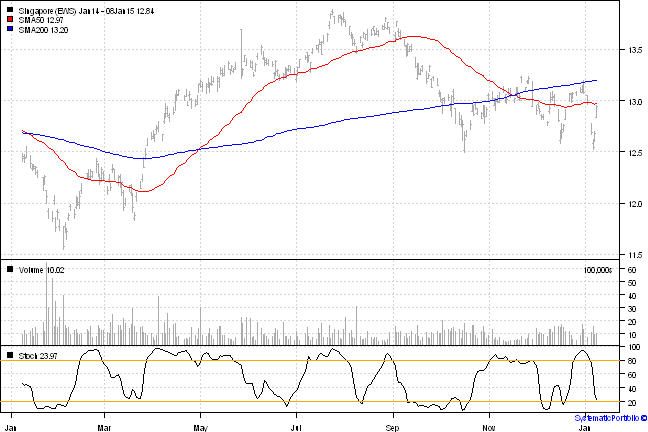 Singapore (EWS) Jan14 - 08Jan15 12.84
SMA50 12.97
SMA200 13.20
13.5
13.0
12.5
12.0
11.5
Volume 10.02
100,000s
60
50
40
30
20
10
Stoch 23.97
100
80
60
40
20
SystematicPortfolio ©
Jan
Mar
May
Jul
Sep
Nov
Jan